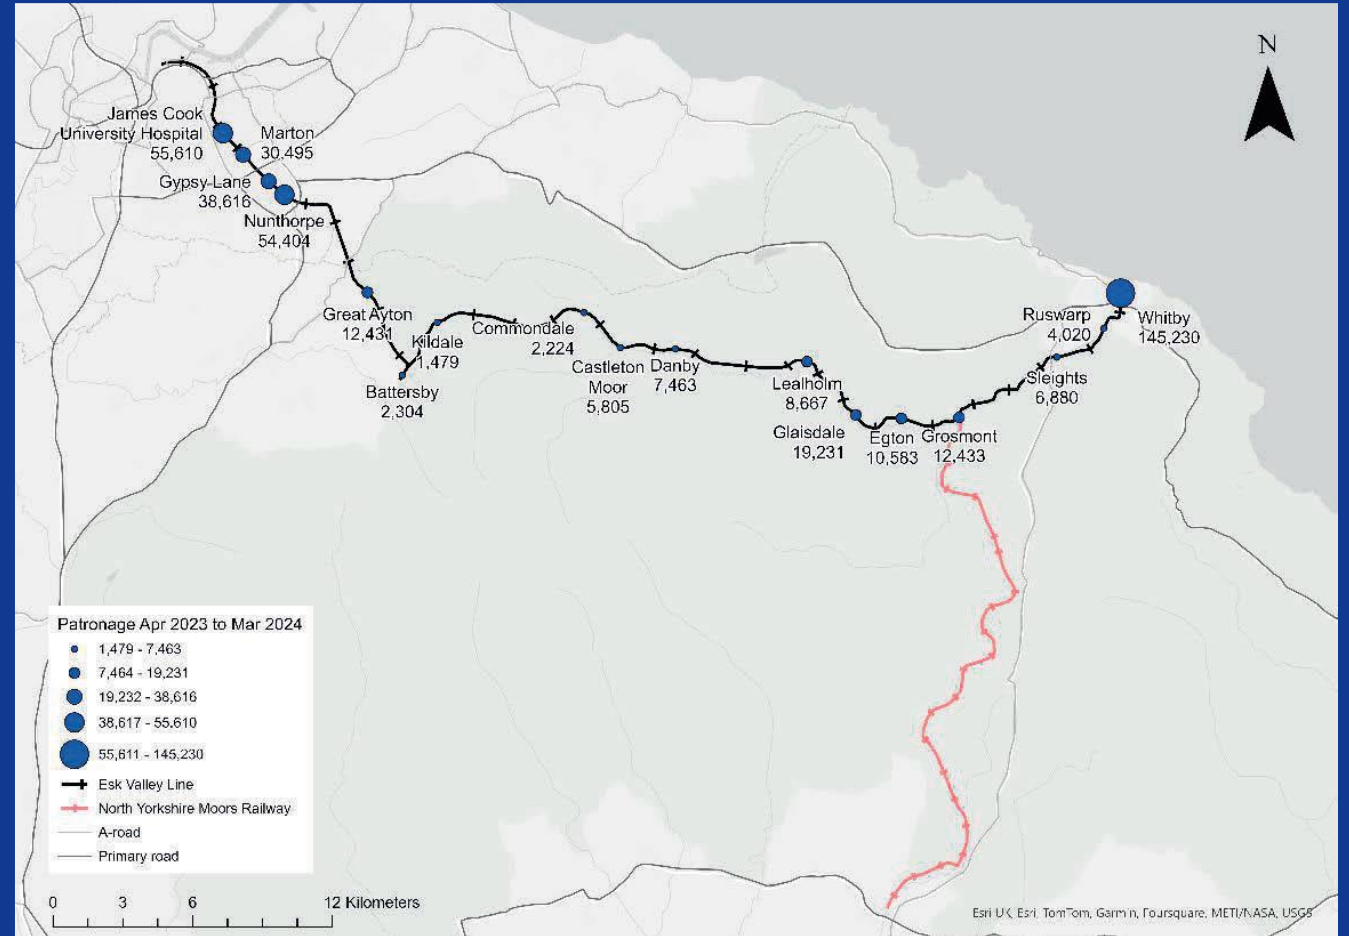 N
James Cook
University Hospital
55,610
Marton
30,495
Gypsy Lane
38,616
Nunthorpe
54,404
Great Ayton
12,431
Kildale
1,479
Battersby
2,304
Commondale
2,224
Castleton
Moor
5,805
Danby
7,463
Lealholm
8,667
Glaisdale
19,231
Egton
10,583
Grosmont
12,433
Sleights
6,880
Ruswarp
4,020
Whitby
145,230
Patronage Apr 2023 to Mar 2024
1,479 - 7,463
7,464 - 19,231
19,232 - 38,616
38,617 - 55,610
55,611 - 145,230
Esk Valley Line
North Yorkshire Moors Railway
A-road
Primary road
0 3 6 12 Kilometers
Esri UK, Esri, TomTom, Garmin, Foursquare, METI/NASA, USGS